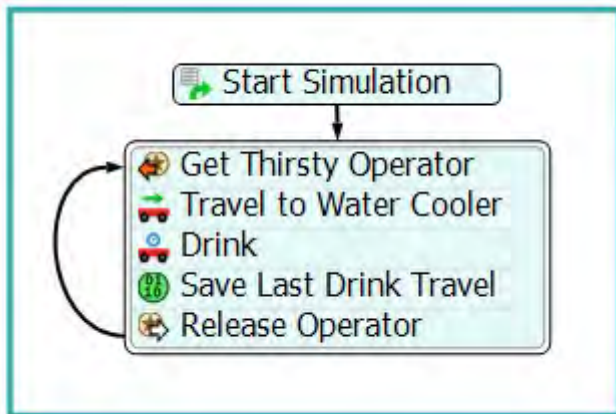 Start Simulation
Get Thirsty Operator
Travel to Water Cooler
Drink
Save Last Drink Travel
Release Operator